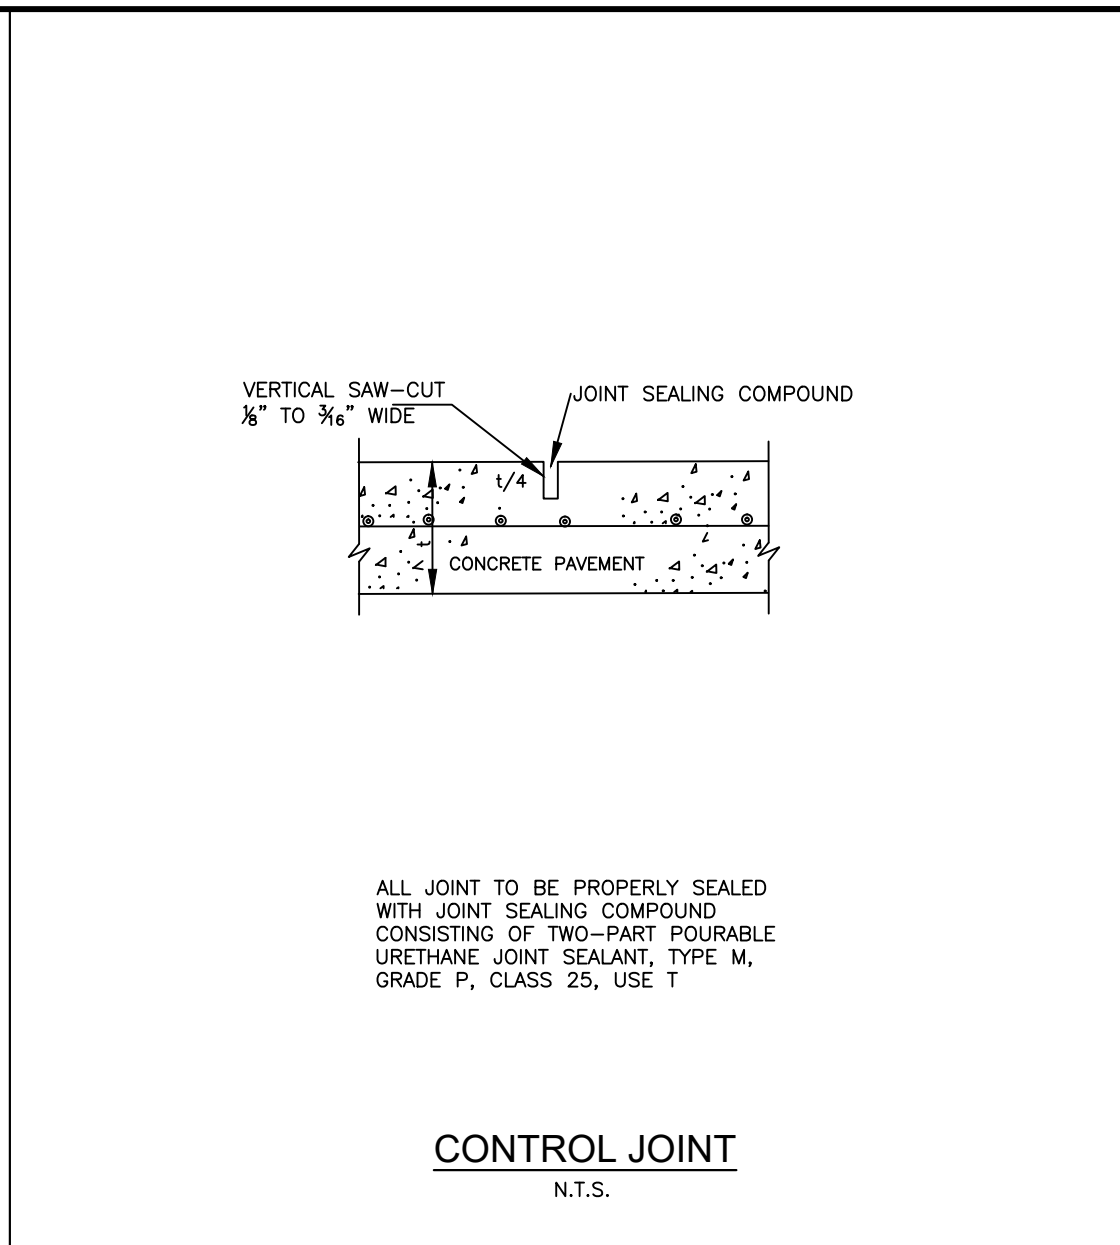 VERTICAL SAW-CUT
⅛" TO 3⁄16" WIDE
JOINT SEALING COMPOUND
t/4
t
CONCRETE PAVEMENT
ALL JOINT TO BE PROPERLY SEALED
WITH JOINT SEALING COMPOUND
CONSISTING OF TWO-PART POURABLE
URETHANE JOINT SEALANT, TYPE M,
GRADE P, CLASS 25, USE T
CONTROL JOINT
N.T.S.